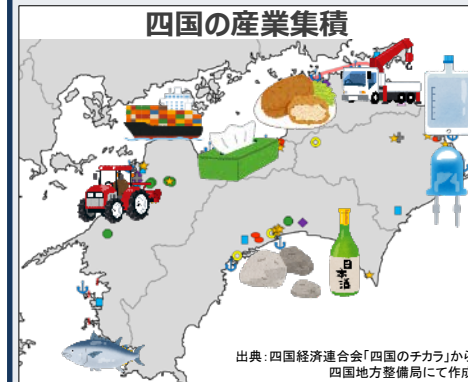 四国の産業集積
日本酒
出典：四国経済連合会「四国のチカラ」から
四国地方整備局にて作成